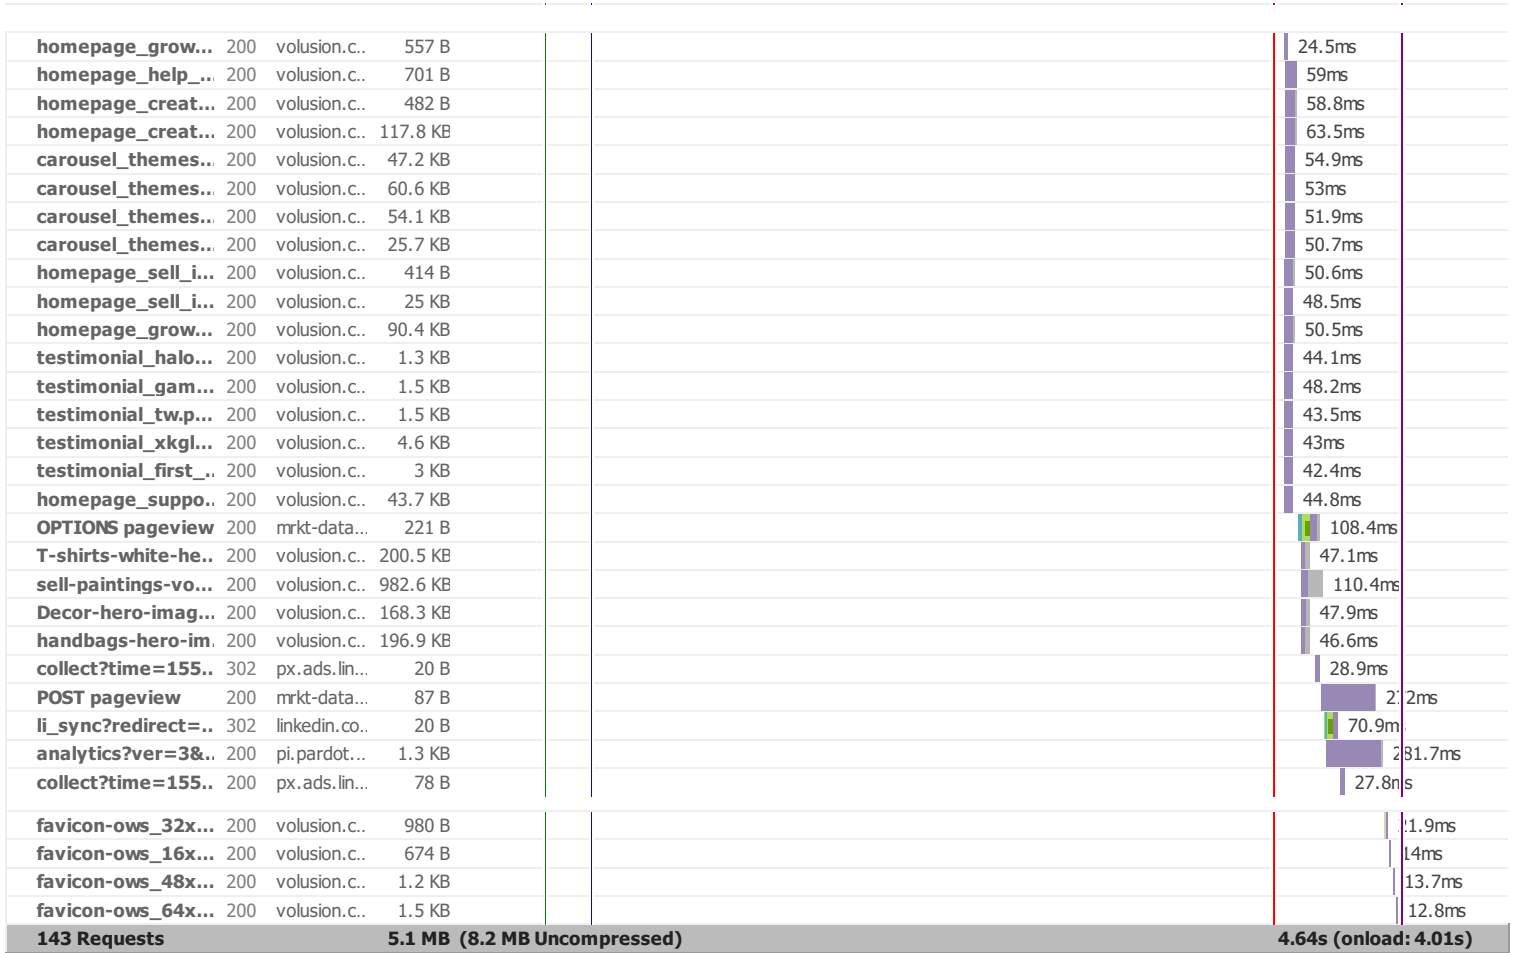 homepage_grow... 200 volusion.c.. 557 B 24.5ms
homepage_help_... 200 volusion.c.. 701 B 59ms
homepage_creat... 200 volusion.c.. 482 B 58.8ms
homepage_creat... 200 volusion.c.. 117.8 KB 63.5ms
carousel_themes.. 200 volusion.c.. 47.2 KB 54.9ms
carousel_themes.. 200 volusion.c.. 60.6 KB 53ms
carousel_themes.. 200 volusion.c.. 54.1 KB 51.9ms
carousel_themes.. 200 volusion.c.. 25.7 KB 50.7ms
homepage_sell_i... 200 volusion.c.. 414 B 50.6ms
homepage_sell_i... 200 volusion.c.. 25 KB 48.5ms
homepage_grow... 200 volusion.c.. 90.4 KB 50.5ms
testimonial_halo... 200 volusion.c.. 1.3 KB 44.1ms
testimonial_gam... 200 volusion.c.. 1.5 KB 48.2ms
testimonial_tw.p... 200 volusion.c.. 1.5 KB 43.5ms
testimonial_xkgl... 200 volusion.c.. 4.6 KB 43ms
testimonial_first_.. 200 volusion.c.. 3 KB 42.4ms
homepage_suppo.. 200 volusion.c.. 43.7 KB 44.8ms
OPTIONS pageview 200 mrkt-data... 221 B 108.4ms
T-shirts-white-he.. 200 volusion.c.. 200.5 KB 47.1ms
sell-paintings-vo... 200 volusion.c.. 982.6 KB 110.4ms
Decor-hero-imag... 200 volusion.c.. 168.3 KB 47.9ms
handbags-hero-im. 200 volusion.c.. 196.9 KB 46.6ms
collect?time=155.. 302 px.ads.lin... 20 B 28.9ms
POST pageview 200 mrkt-data... 87 B 272ms
li_sync?redirect=.. 302 linkedin.co.. 20 B 70.9ms
analytics?ver=3&.. 200 pi.pardot... 1.3 KB 281.7ms
collect?time=155.. 200 px.ads.lin... 78 B 27.8ms
favicon-ows_32x... 200 volusion.c.. 980 B 21.9ms
favicon-ows_16x... 200 volusion.c.. 674 B 14ms
favicon-ows_48x... 200 volusion.c.. 1.2 KB 13.7ms
favicon-ows_64x... 200 volusion.c.. 1.5 KB 12.8ms
143 Requests 5.1 MB (8.2 MB Uncompressed) 4.64s (onload: 4.01s)